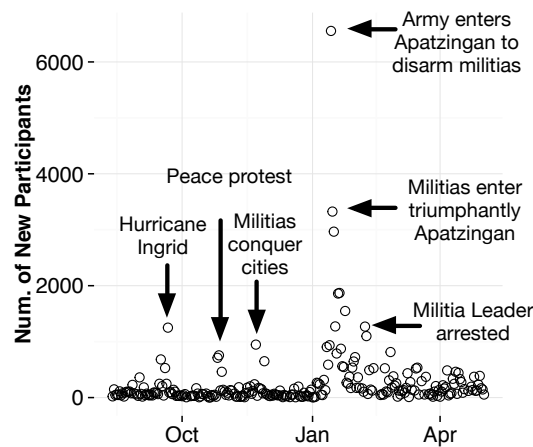 Num. of New Participants
6000
4000
2000
0
Oct
Jan
Apr
Army enters
Apatzingan to
disarm militias
Peace protest
Hurricane
Ingrid
Militias
conquer
cities
Militias enter
triumphantly
Apatzingan
Militia Leader
arrested